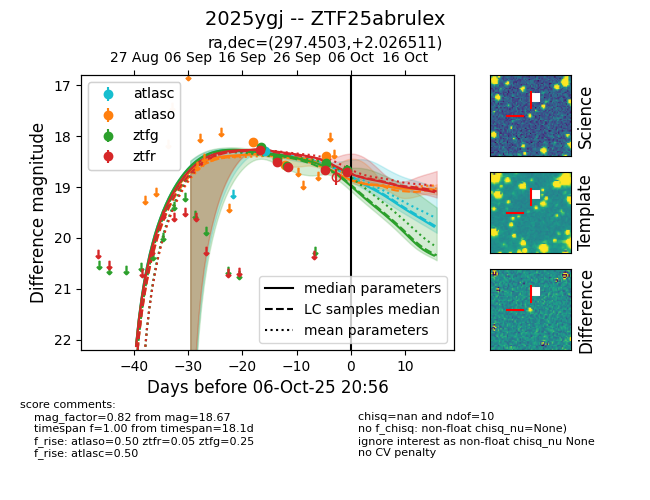 2025ygj -- ZTF25abrulex
ra,dec=(297.4503,+2.026511)
27 Aug 06 Sep 16 Sep 26 Sep 06 Oct 16 Oct
17
18
19
20
21
22
Difference magnitude
atlasc
atlaso
ztfg
ztfr
median parameters
LC samples median
mean parameters
−40 −30 −20 −10 0 10
Days before 06-Oct-25 20:56
Science
Template
Difference
score comments:
mag_factor=0.82 from mag=18.67
timespan f=1.00 from timespan=18.1d
f_rise: atlaso=0.50 ztfr=0.05 ztfg=0.25
f_rise: atlasc=0.50
chisq=nan and ndof=10
no f_chisq: non-float chisq_nu=None)
ignore interest as non-float chisq_nu None
no CV penalty